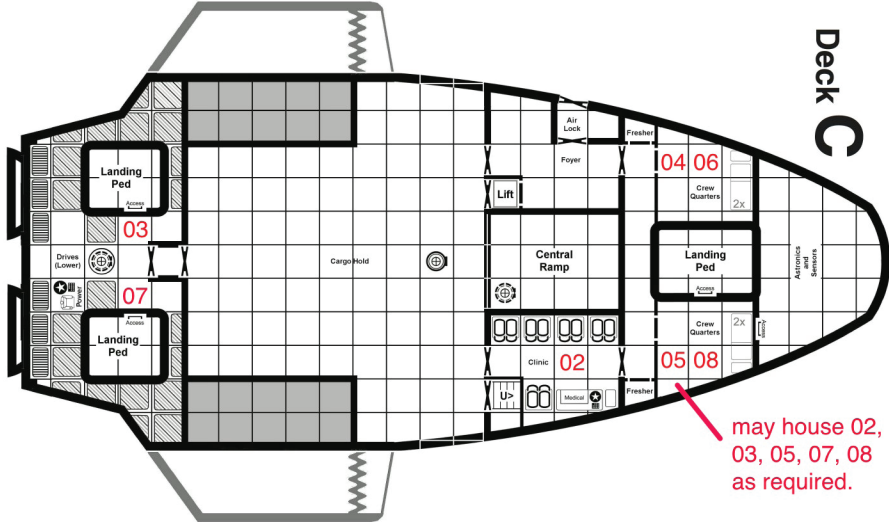 Deck C
Air
Lock
Fresher
04 06
Landing
Ped
Access
Foyer
Crew
Quarters
2x
Lift
03
Drives
(Lower)
Cargo Hold
Central
Ramp
Landing
Ped
Access
Astronics
and
Sensors
Power
07
Access
Landing
Ped
Clinic
02
Crew
Quarters
2x
Access
05 08
U>
Medical
Fresher
may house 02,
03, 05, 07, 08
as required.